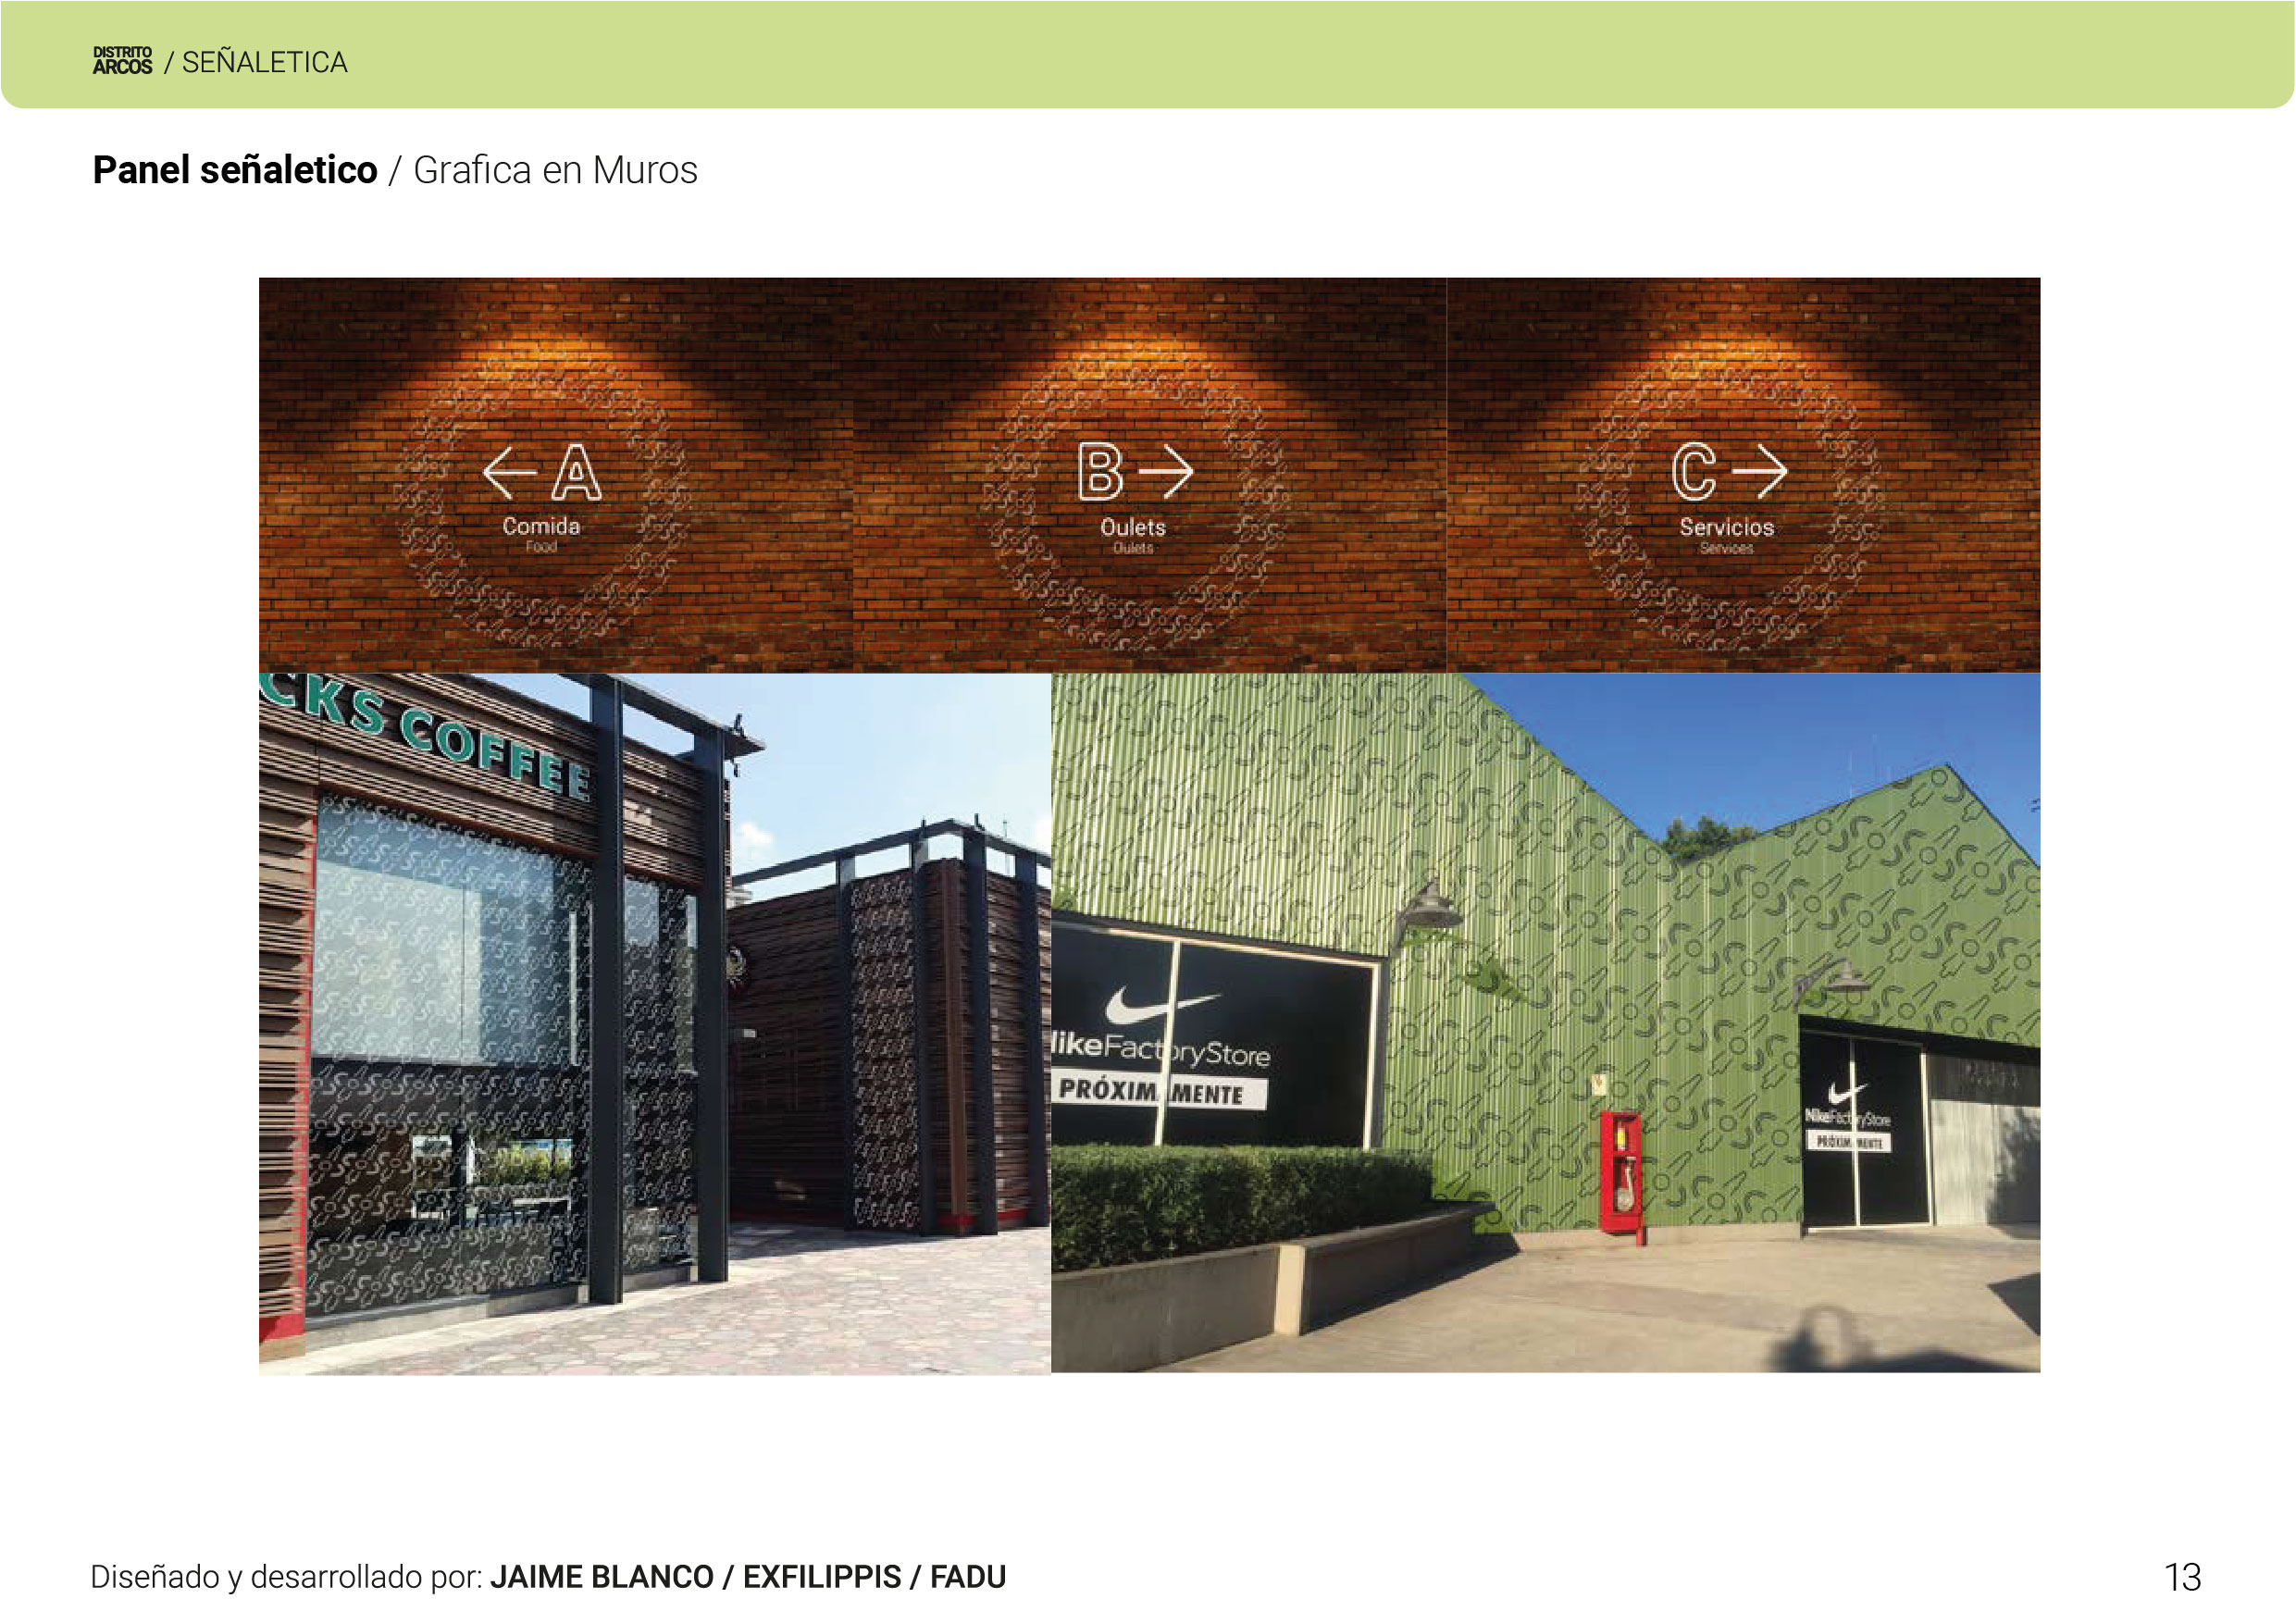 DISTRITO
ARCOS / SEÑALETICA
Panel señaletico / Grafica en Muros
← A
Comida
Food
B →
Oulets
Oulets
C →
Servicios
Services
CKS COFFEE
ikeFactoryStore
PRÓXIMAMENTE
NikeFactoryStore
PRÓXIMAMENTE
Diseñado y desarrollado por: JAIME BLANCO / EXFILIPPIS / FADU
13